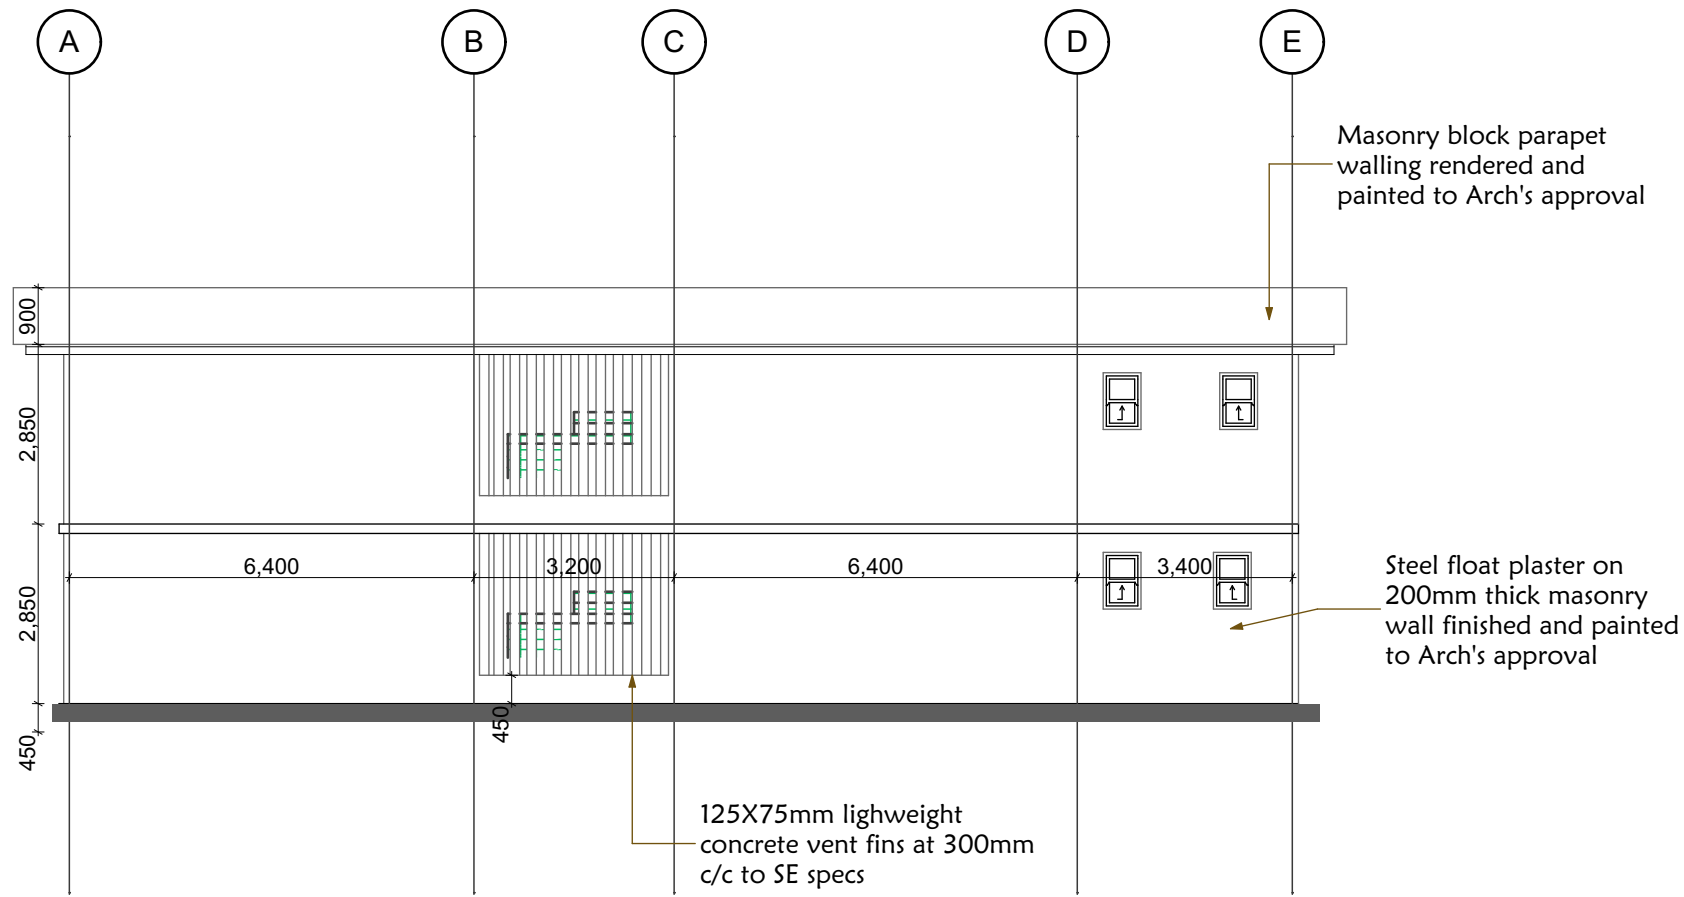 A
B
C
D
E
Masonry block parapet
walling rendered and
painted to Arch's approval
900
2,850
6,400
3,200
6,400
3,400
2,850
Steel float plaster on
200mm thick masonry
wall finished and painted
to Arch's approval
450
450
125X75mm lighweight
concrete vent fins at 300mm
c/c to SE specs